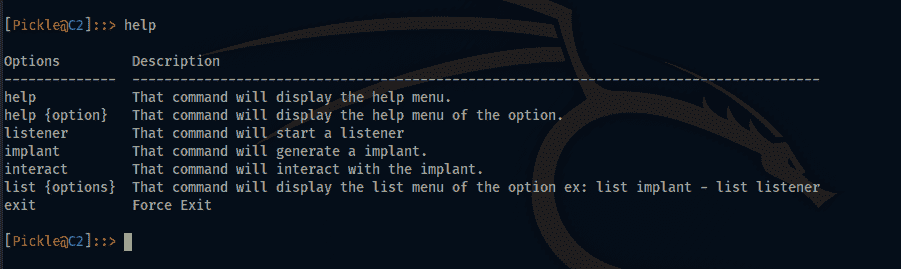 [Pickle@C2]::> help
Options Description
-------------- --------------------------------------------------------------------------------------
help That command will display the help menu.
help {option} That command will display the help menu of the option.
listener That command will start a listener
implant That command will generate a implant.
interact That command will interact with the implant.
list {options} That command will display the list menu of the option ex: list implant - list listener
exit Force Exit
[Pickle@C2]::>